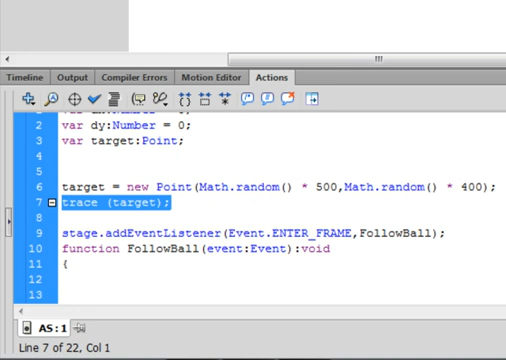 Timeline Output Compiler Errors Motion Editor Actions
2 var dy:Number = 0;
3 var target:Point;
4
5
6 target = new Point(Math.random() * 500,Math.random() * 400);
7 trace (target);
8
9 stage.addEventListener(Event.ENTER_FRAME,FollowBall);
10 function FollowBall(event:Event):void
11 {
12
13
AS:1
Line 7 of 22, Col 1